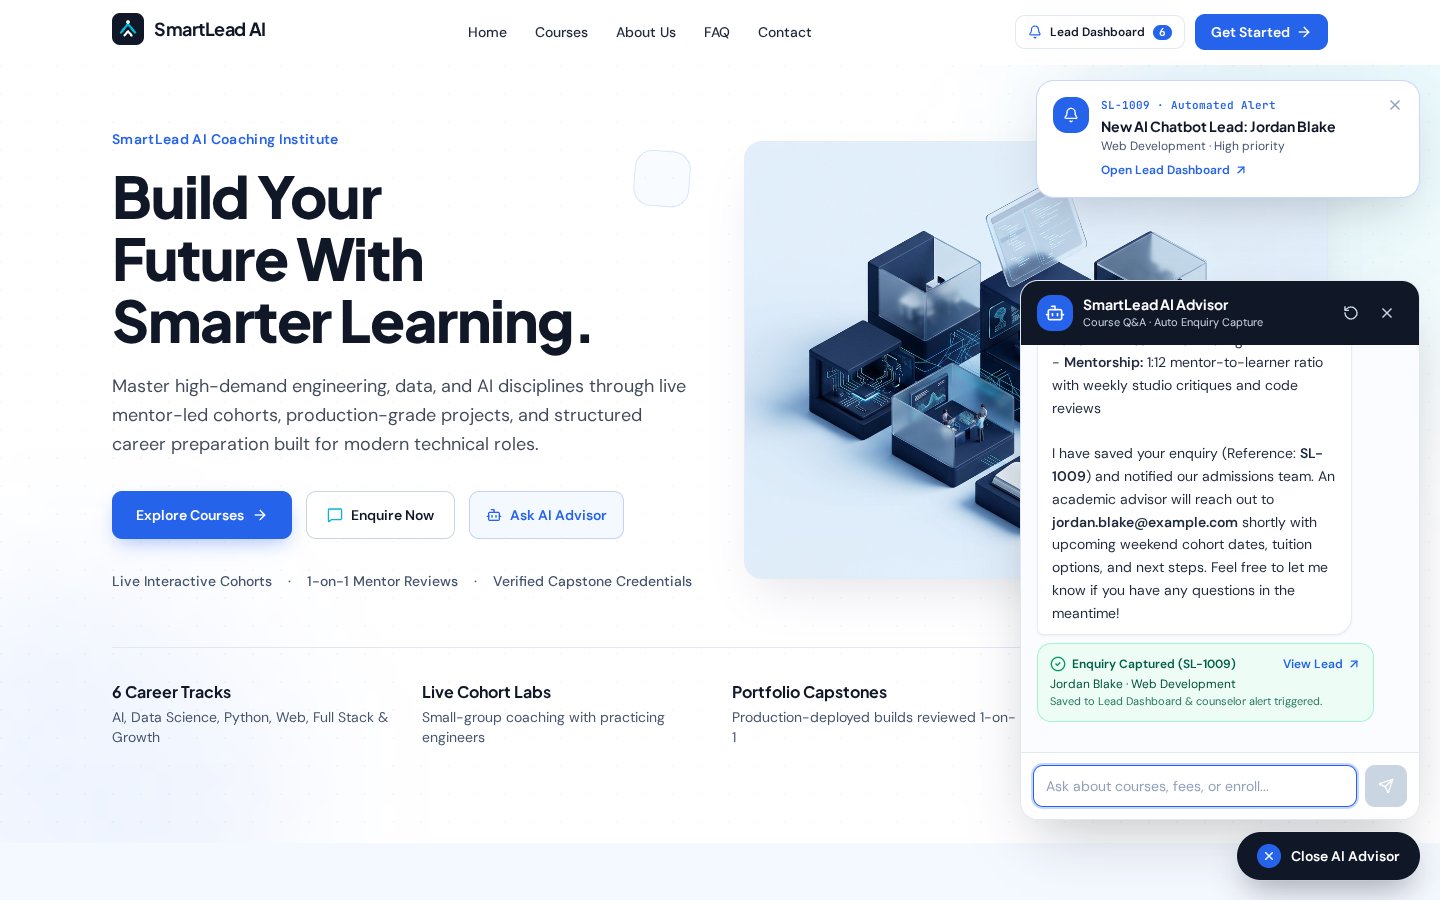 SmartLead AI
Home
Courses
About Us
FAQ
Contact
Lead Dashboard 6
Get Started
SL-1009 · Automated Alert
New AI Chatbot Lead: Jordan Blake
Web Development · High priority
Open Lead Dashboard
SmartLead AI Coaching Institute
Build Your
Future With
Smarter Learning.
Master high-demand engineering, data, and AI disciplines through live
mentor-led cohorts, production-grade projects, and structured
career preparation built for modern technical roles.
Explore Courses
Enquire Now
Ask AI Advisor
Live Interactive Cohorts · 1-on-1 Mentor Reviews · Verified Capstone Credentials
6 Career Tracks
AI, Data Science, Python, Web, Full Stack &
Growth
Live Cohort Labs
Small-group coaching with practicing
engineers
Portfolio Capstones
Production-deployed builds reviewed 1-on-
1
SmartLead AI Advisor
Course Q&A · Auto Enquiry Capture
- Mentorship: 1:12 mentor-to-learner ratio
with weekly studio critiques and code
reviews
I have saved your enquiry (Reference: SL-
1009) and notified our admissions team. An
academic advisor will reach out to
jordan.blake@example.com shortly with
upcoming weekend cohort dates, tuition
options, and next steps. Feel free to let me
know if you have any questions in the
meantime!
Enquiry Captured (SL-1009)
View Lead
Jordan Blake · Web Development
Saved to Lead Dashboard & counselor alert triggered.
Ask about courses, fees, or enroll...
Close AI Advisor